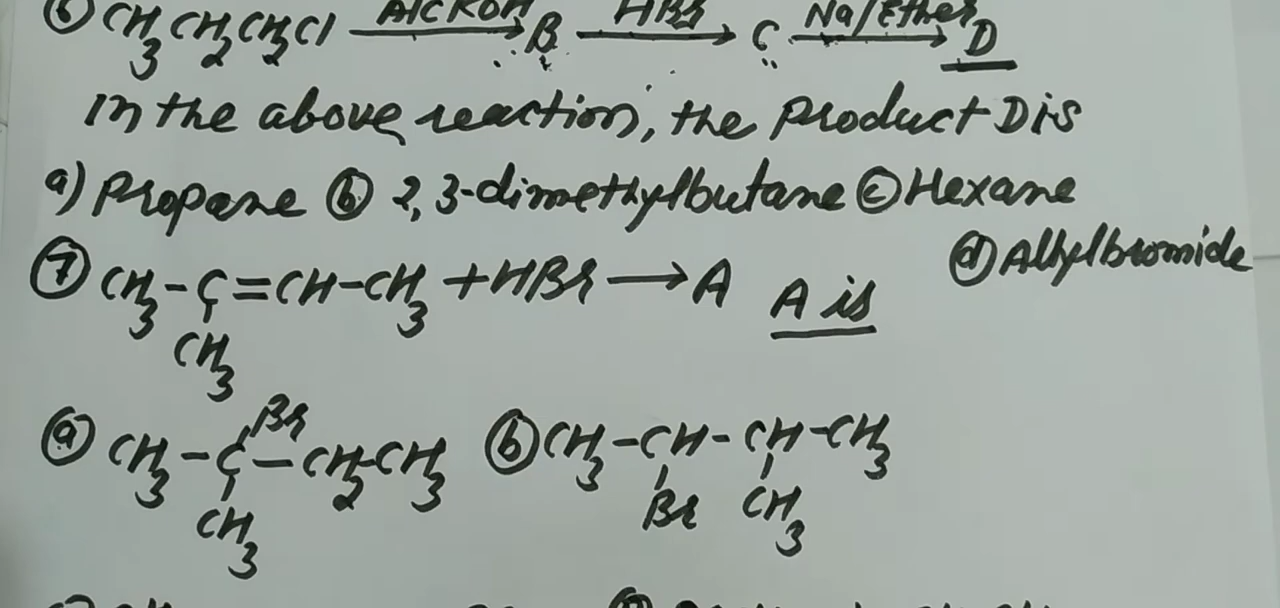 ⑥ CH3CH2CH2Cl —Alc KOH→ B —HBr→ C —Na/Ether→ D
In the above reaction, the Product D is
a) Propane ⓑ 2,3-dimethylbutane ⓒ Hexane
ⓓ Allylbromide
⑦ CH3-C=CH-CH3 + HBr → A A is
CH3
Br
ⓐ CH3-C-CH2-CH3 ⓑ CH3-CH-CH-CH3
CH3 Br CH3